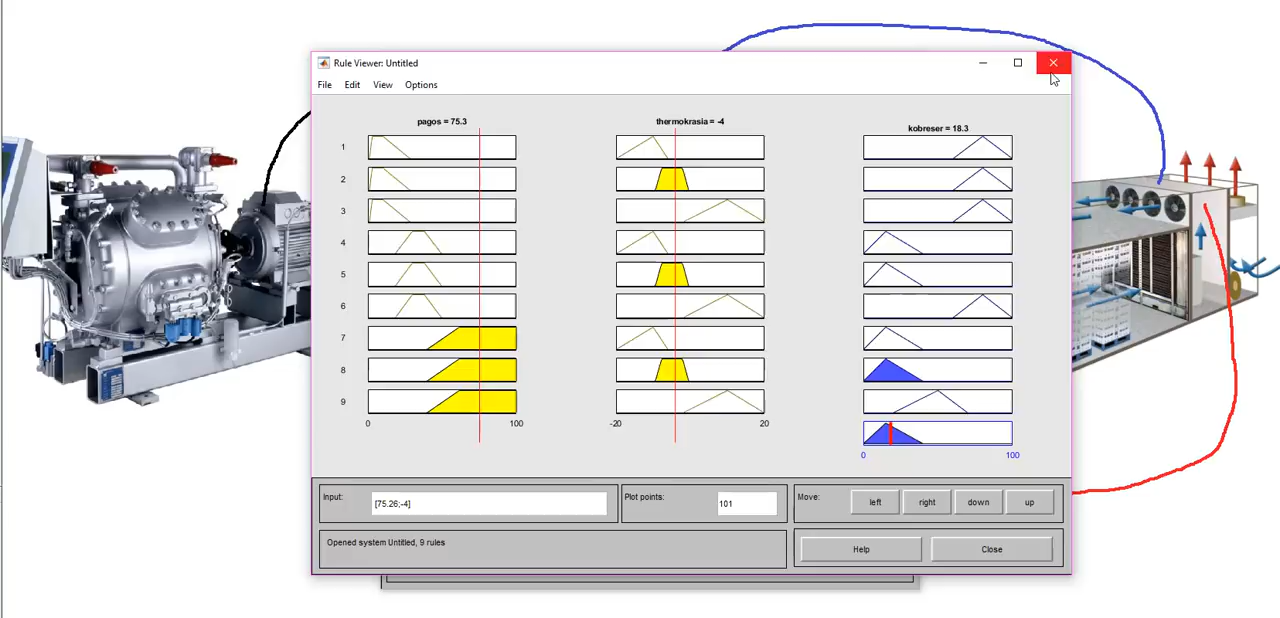 Rule Viewer: Untitled
File Edit View Options
pagos = 75.3
thermokrasia = -4
kobreser = 18.3
1
2
3
4
5
6
7
8
9
0 100
-20 20
0 100
Input: [75.26;-4]
Plot points: 101
Move: left right down up
Opened system Untitled, 9 rules
Help Close